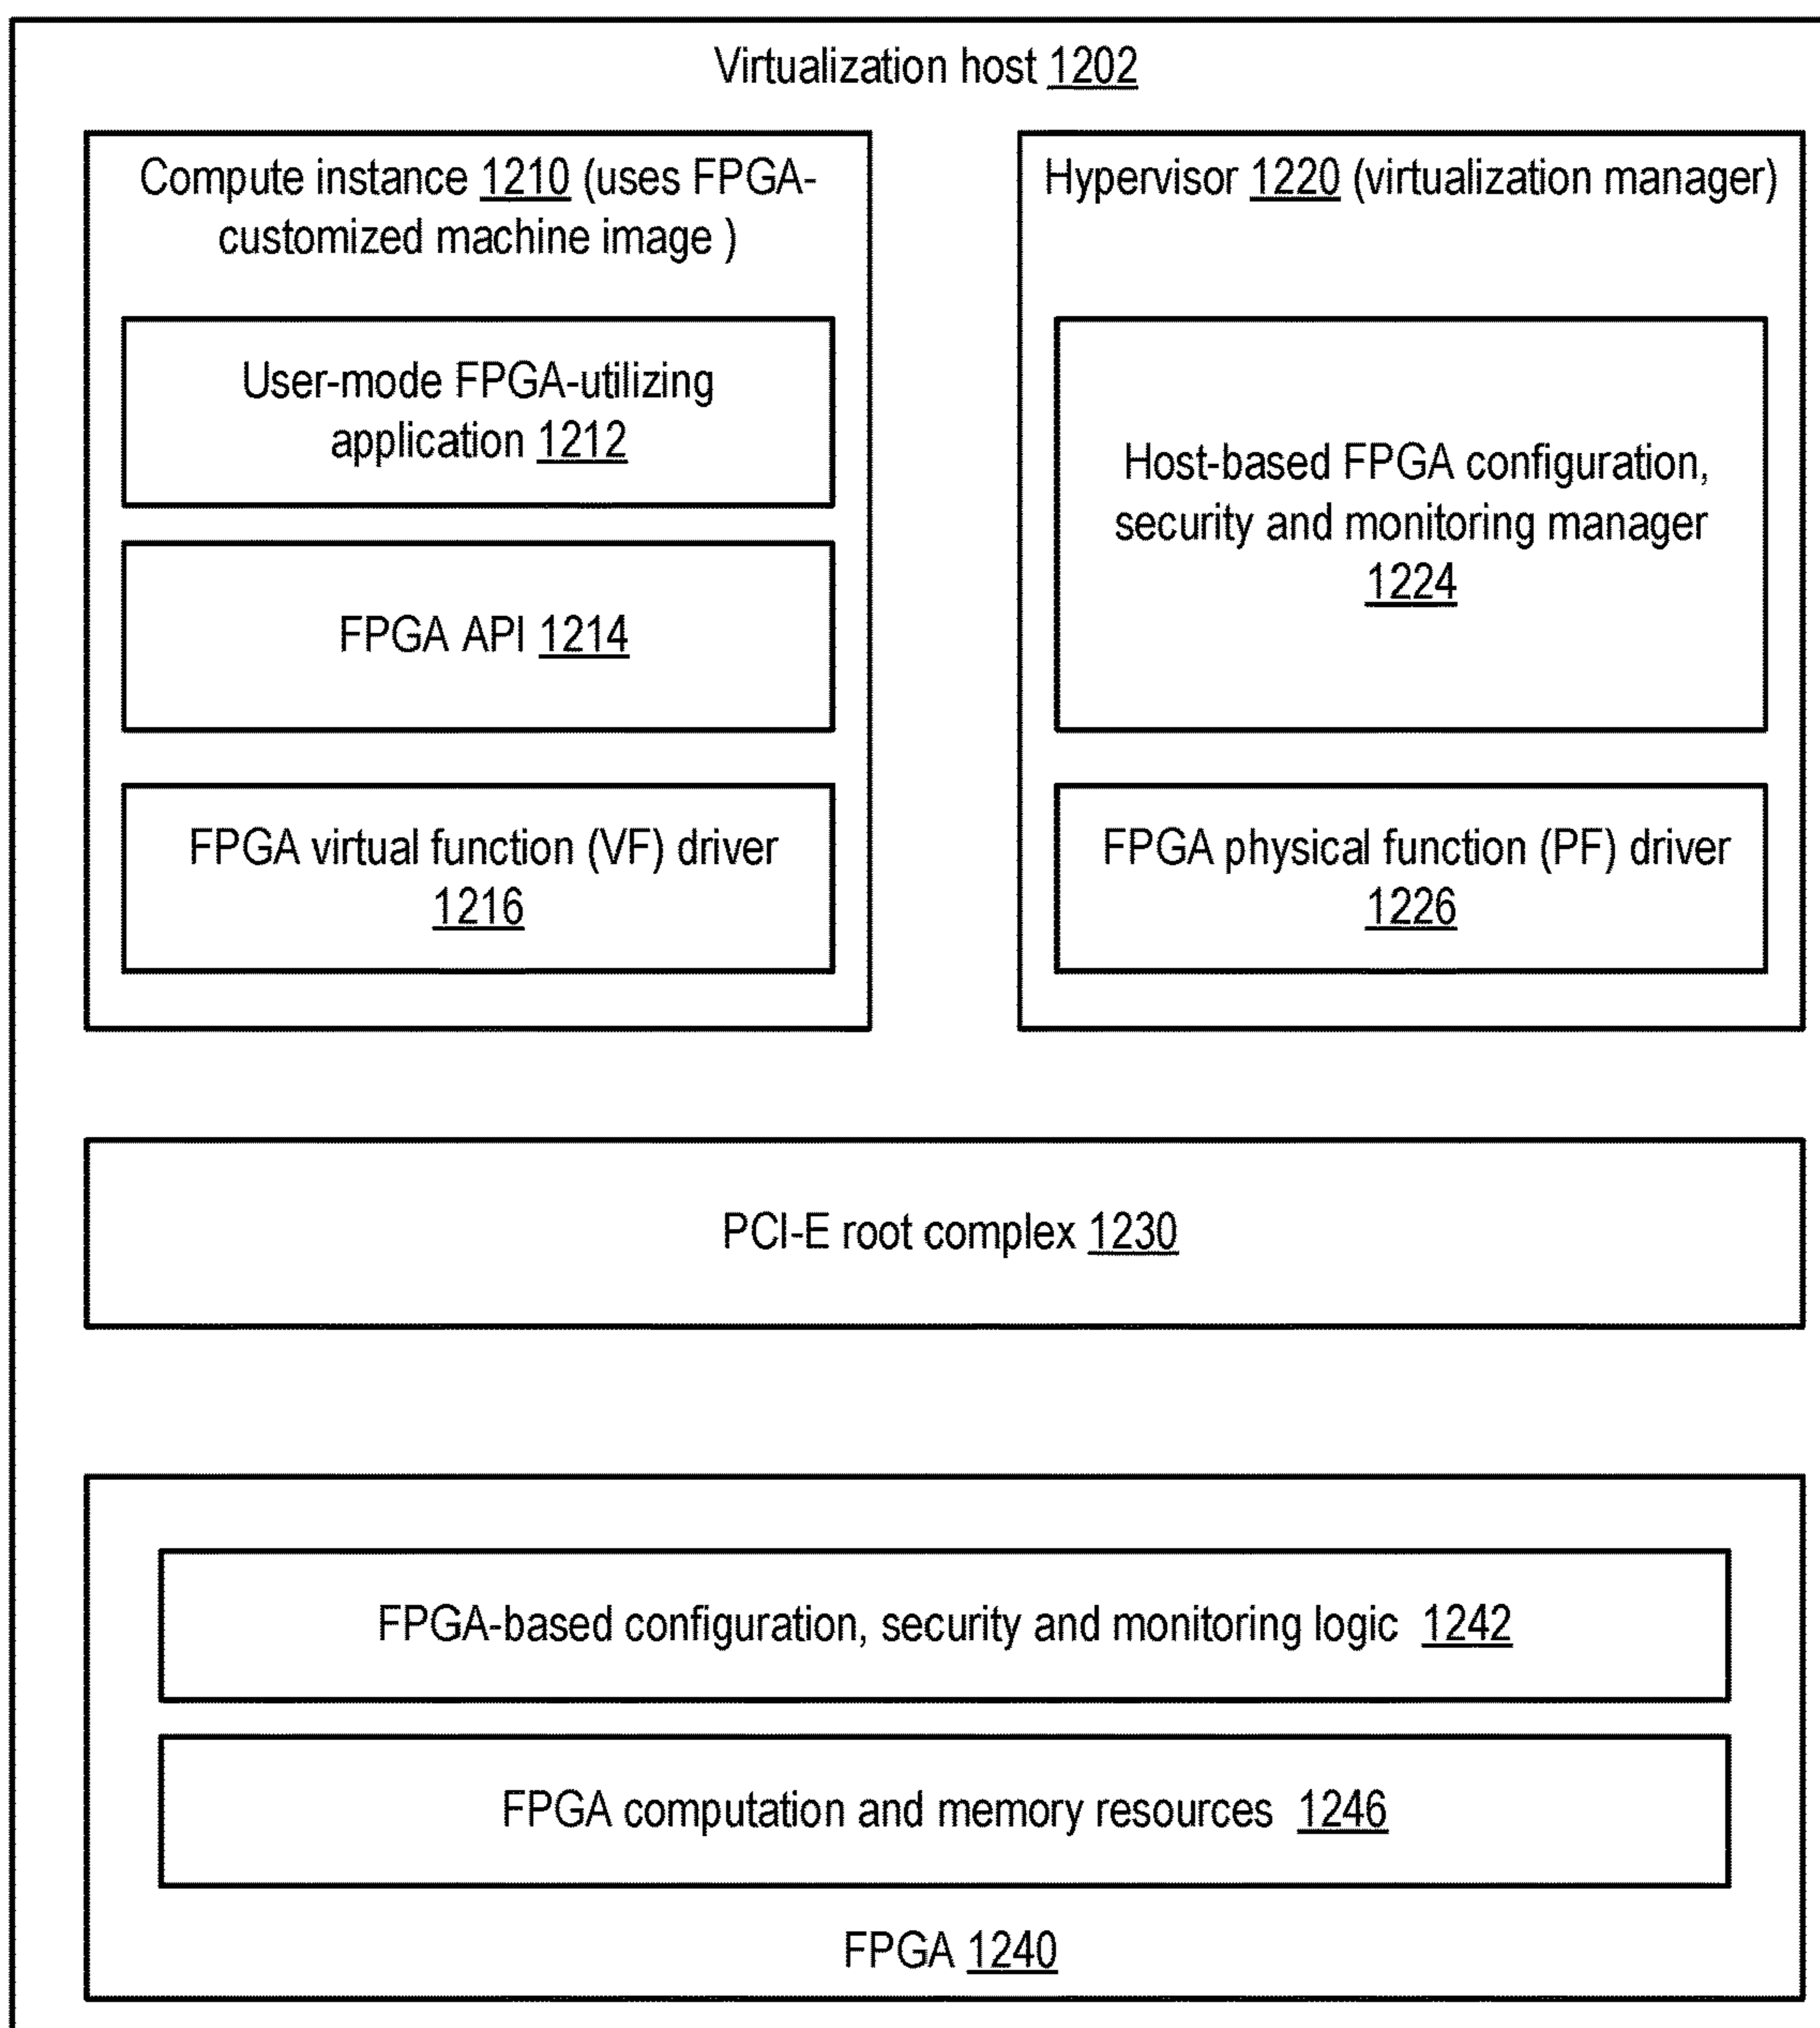 Virtualization host 1202
Compute instance 1210 (uses FPGA-
customized machine image )
User-mode FPGA-utilizing
application 1212
FPGA API 1214
FPGA virtual function (VF) driver
1216
Hypervisor 1220 (virtualization manager)
Host-based FPGA configuration,
security and monitoring manager
1224
FPGA physical function (PF) driver
1226
PCI-E root complex 1230
FPGA-based configuration, security and monitoring logic 1242
FPGA computation and memory resources 1246
FPGA 1240